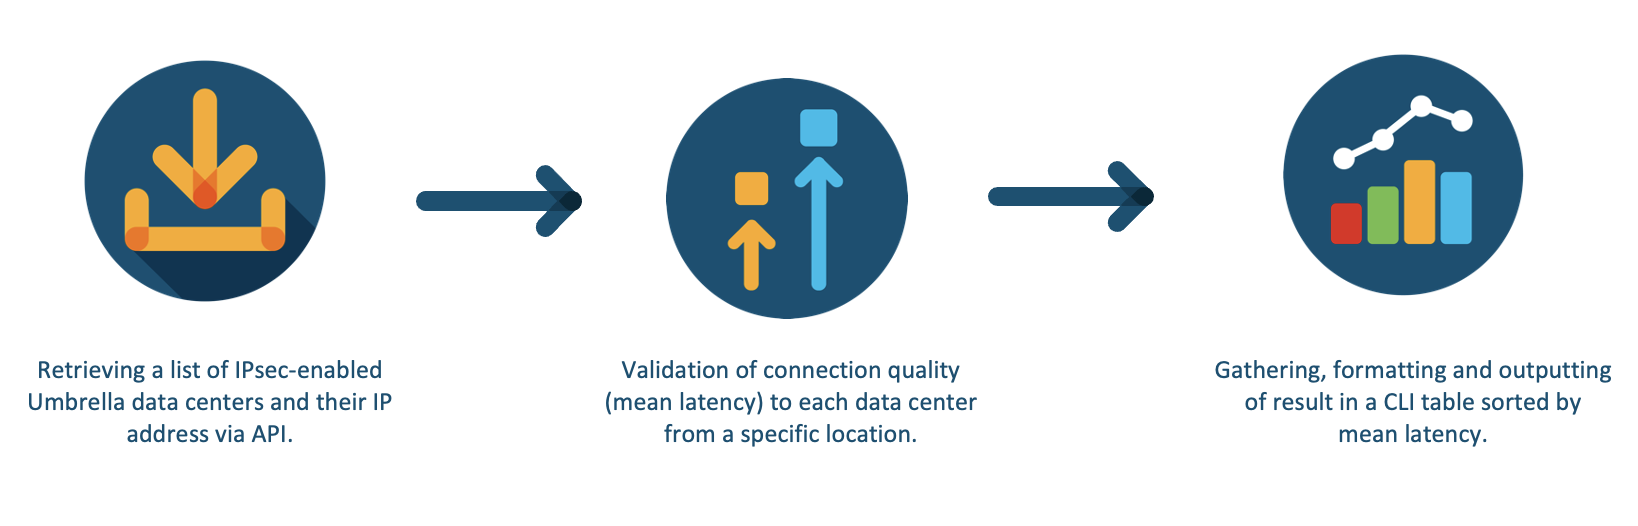 Retrieving a list of IPsec-enabled
Umbrella data centers and their IP
address via API.
Validation of connection quality
(mean latency) to each data center
from a specific location.
Gathering, formatting and outputting
of result in a CLI table sorted by
mean latency.